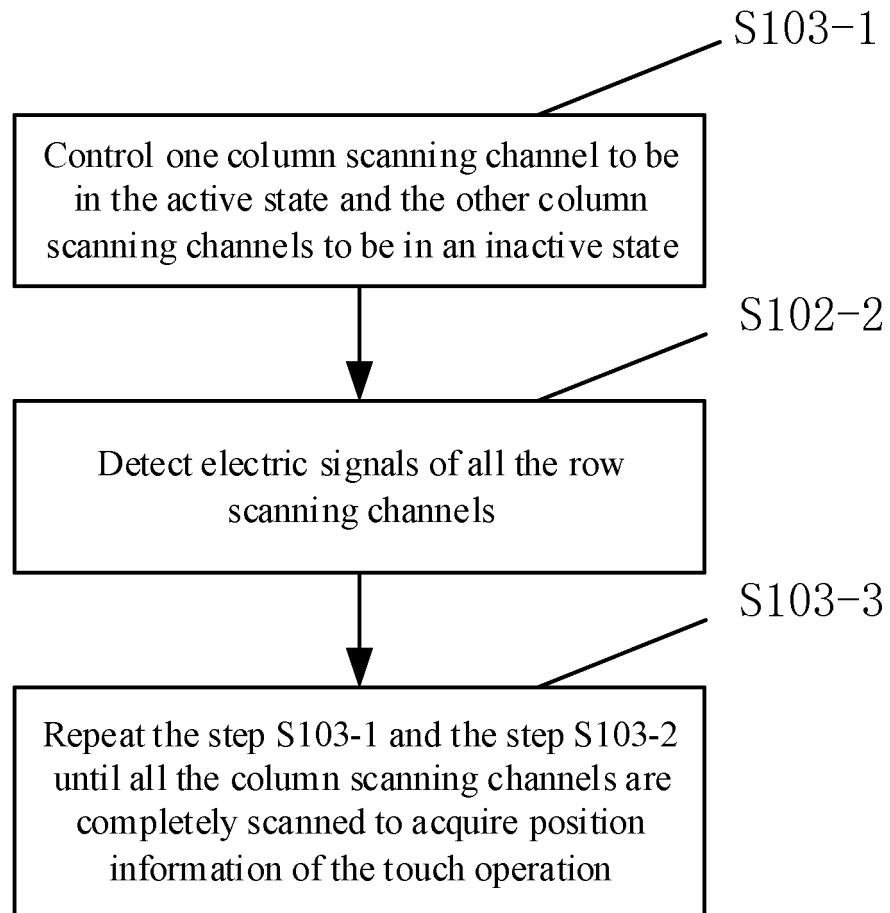 S103-1
Control one column scanning channel to be
in the active state and the other column
scanning channels to be in an inactive state
S102-2
Detect electric signals of all the row
scanning channels
S103-3
Repeat the step S103-1 and the step S103-2
until all the column scanning channels are
completely scanned to acquire position
information of the touch operation